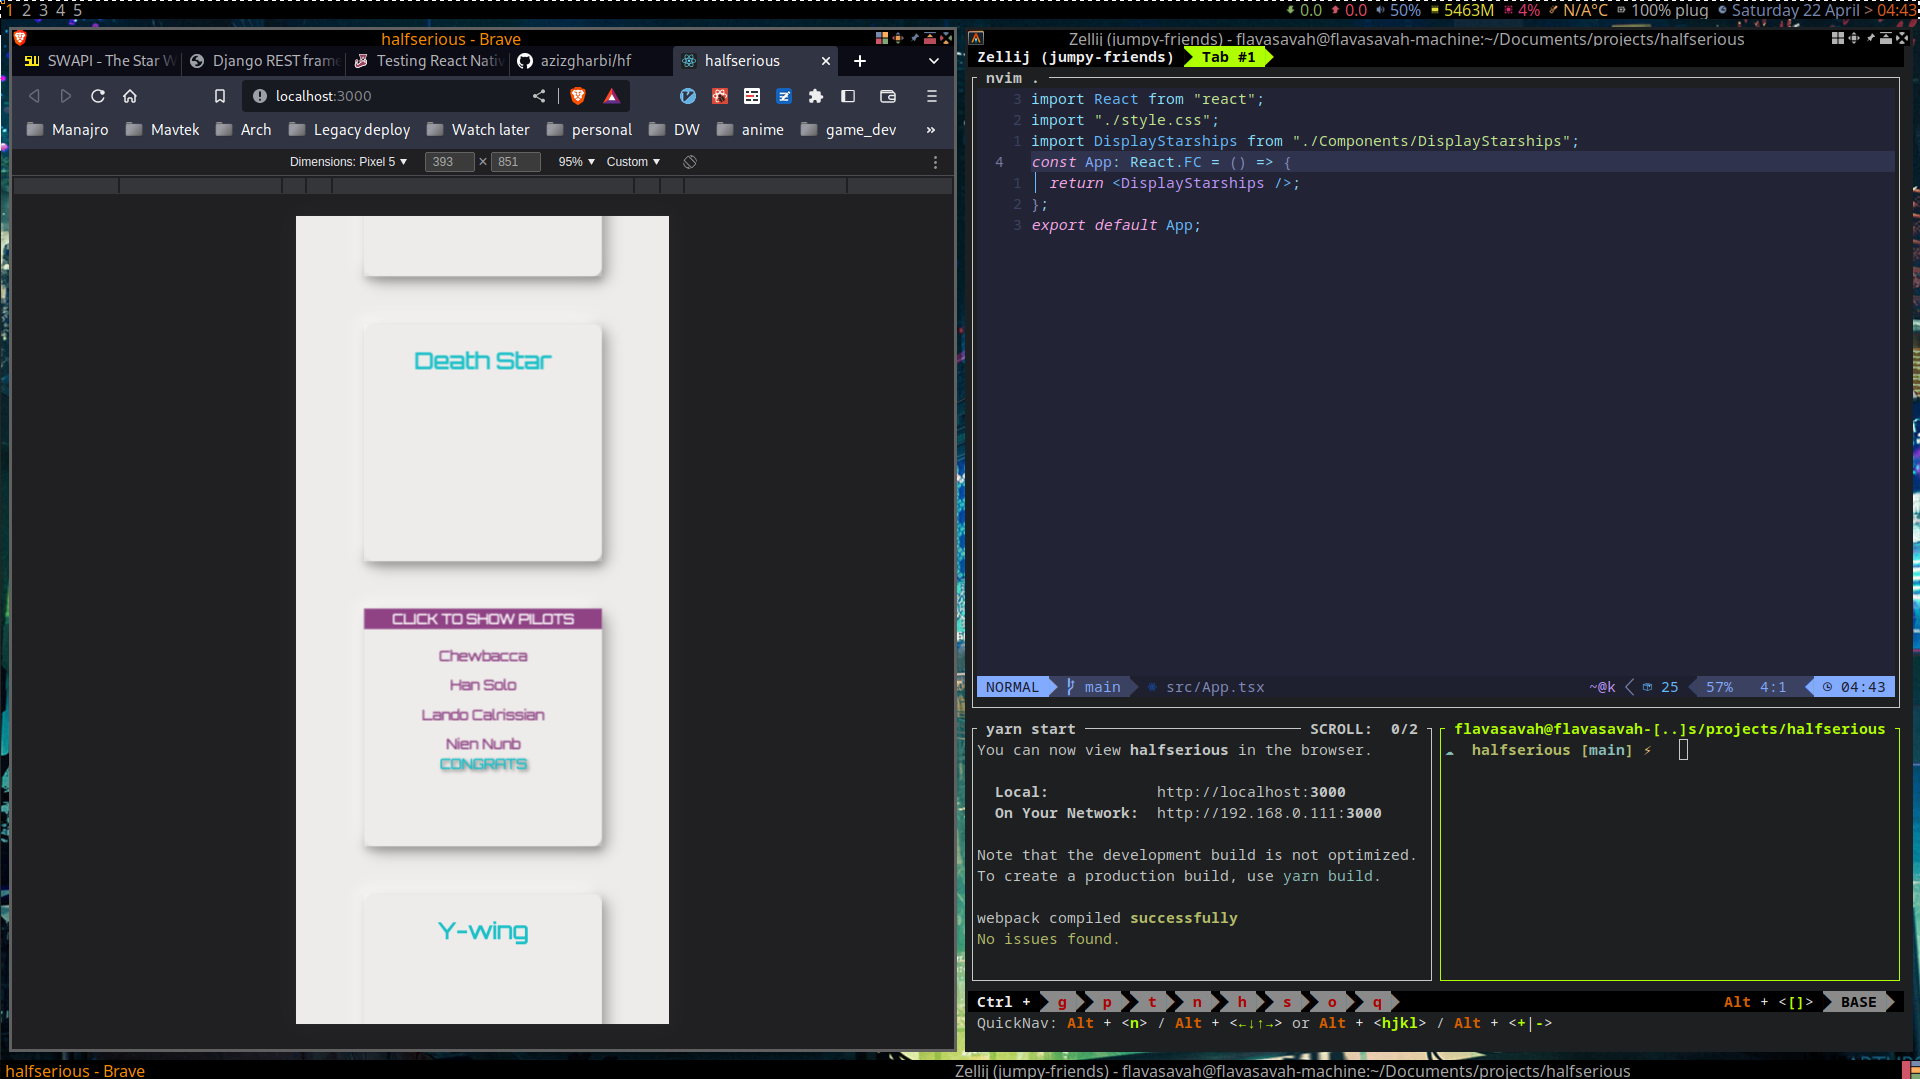 1 2 3 4 5
0.0 0.0 50% 5463M 4% N/A°C 100% plug Saturday 22 April > 04:43
halfserious - Brave
SWAPI - The Star W
Django REST frame
Testing React Nativ
azizgharbi/hf
halfserious
localhost:3000
Manajro Mavtek Arch Legacy deploy Watch later personal DW anime game_dev »
Dimensions: Pixel 5 393 × 851 95% Custom
Death Star
CLICK TO SHOW PILOTS
Chewbacca
Han Solo
Lando Calrissian
Nien Nunb
CONGRATS
Y-wing
Zellij (jumpy-friends) - flavasavah@flavasavah-machine:~/Documents/projects/halfserious
Zellij (jumpy-friends) Tab #1
nvim .
3 import React from "react";
2 import "./style.css";
1 import DisplayStarships from "./Components/DisplayStarships";
4 const App: React.FC = () => {
1 return <DisplayStarships />;
2 };
3 export default App;
NORMAL main src/App.tsx ~@k 25 57% 4:1 04:43
yarn start SCROLL: 0/2
You can now view halfserious in the browser.
Local: http://localhost:3000
On Your Network: http://192.168.0.111:3000
Note that the development build is not optimized.
To create a production build, use yarn build.
webpack compiled successfully
No issues found.
flavasavah@flavasavah-[..]s/projects/halfserious
halfserious [main] ⚡
Ctrl + g p t n h s o q Alt + <[]> BASE
QuickNav: Alt + <n> / Alt + <←↓↑→> or Alt + <hjkl> / Alt + <+|->
halfserious - Brave
Zellij (jumpy-friends) - flavasavah@flavasavah-machine:~/Documents/projects/halfserious